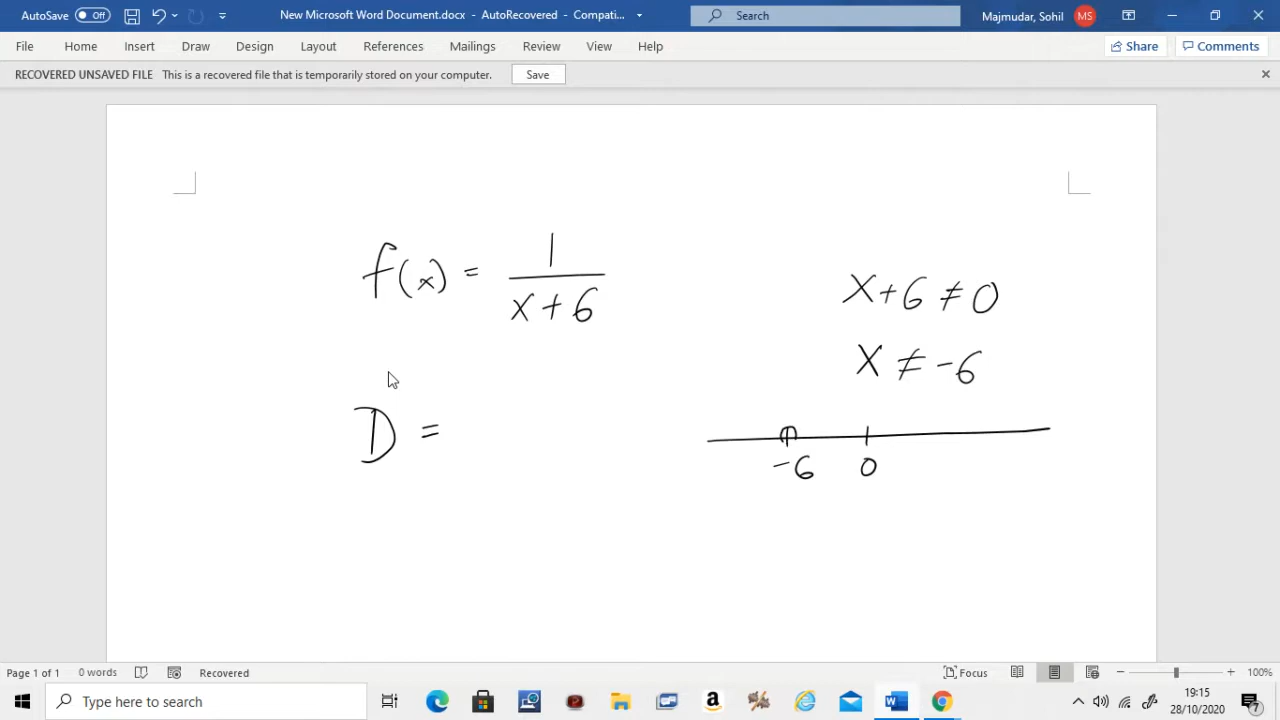 AutoSave Off New Microsoft Word Document.docx - AutoRecovered - Compati... Search Majmudar, Sohil MS
File Home Insert Draw Design Layout References Mailings Review View Help Share Comments
RECOVERED UNSAVED FILE This is a recovered file that is temporarily stored on your computer. Save
f(x) = 1 / x+6
x+6 ≠ 0
x ≠ -6
D =
-6 0
Page 1 of 1 0 words Recovered Focus 100%
Type here to search 19:15
28/10/2020 7